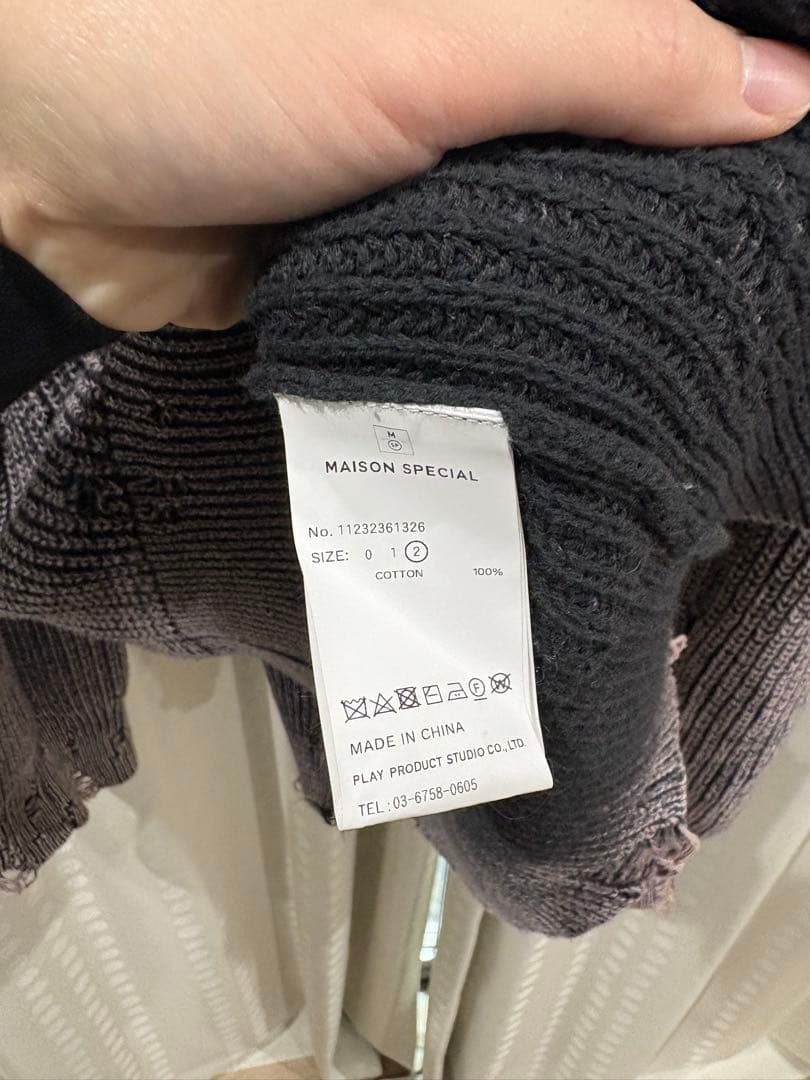 M
SP
MAISON SPECIAL
No. 11232361326
SIZE: 0 1 2
COTTON 100%
F W
MADE IN CHINA
PLAY PRODUCT STUDIO CO., LTD.
TEL : 03-6758-0605